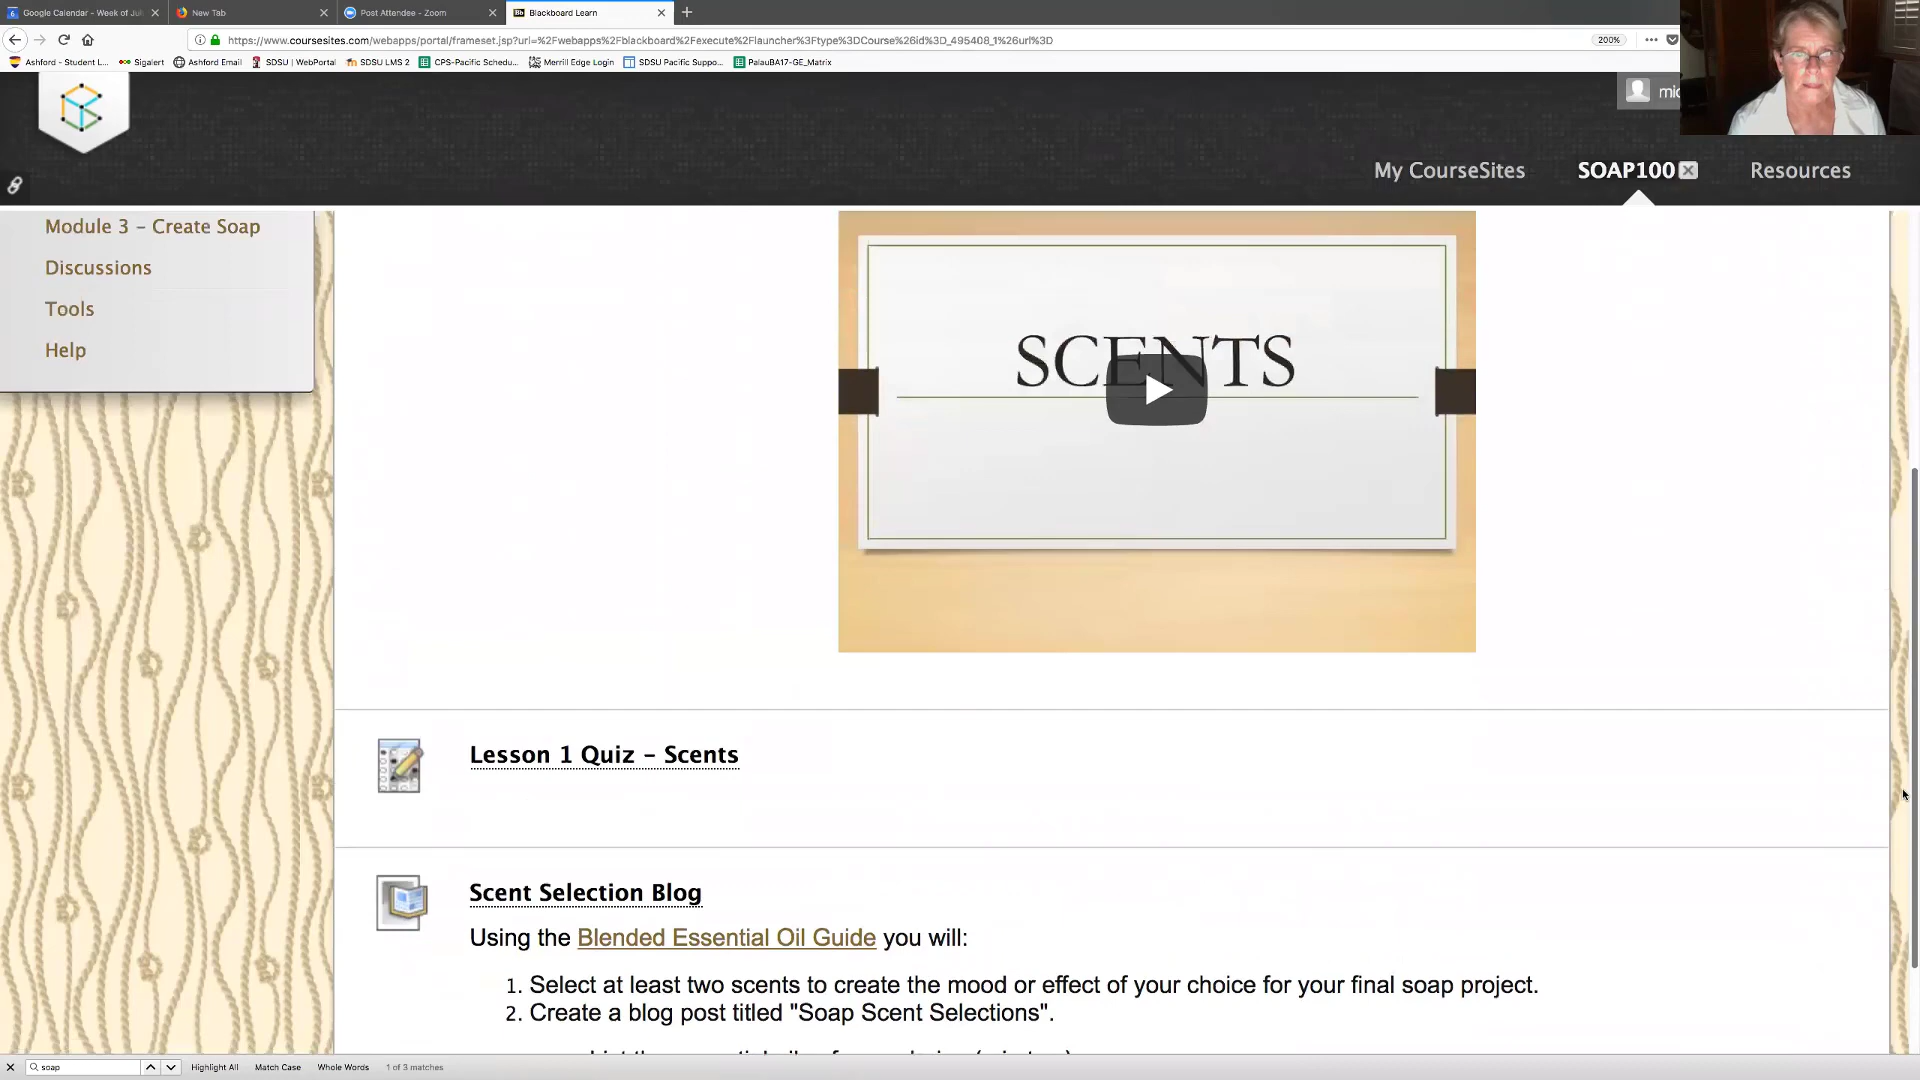 Google Calendar - Week of Jul
New Tab
Post Attendee - Zoom
Bb Blackboard Learn
https://www.coursesites.com/webapps/portal/frameset.jsp?url=%2Fwebapps%2Fblackboard%2Fexecute%2Flauncher%3Ftype%3DCourse%26id%3D_495408_1%26url%3D
200%
Ashford - Student L...
Sigalert
Ashford Email
SDSU | WebPortal
SDSU LMS 2
CPS-Pacific Schedu...
Merrill Edge Login
SDSU Pacific Suppo...
PalauBA17-GE_Matrix
My CourseSites
SOAP100
Resources
Module 3 - Create Soap
Discussions
Tools
Help
SCENTS
Lesson 1 Quiz - Scents
Scent Selection Blog
Using the Blended Essential Oil Guide you will:
1. Select at least two scents to create the mood or effect of your choice for your final soap project.
2. Create a blog post titled "Soap Scent Selections".
soap
Highlight All
Match Case
Whole Words
1 of 3 matches